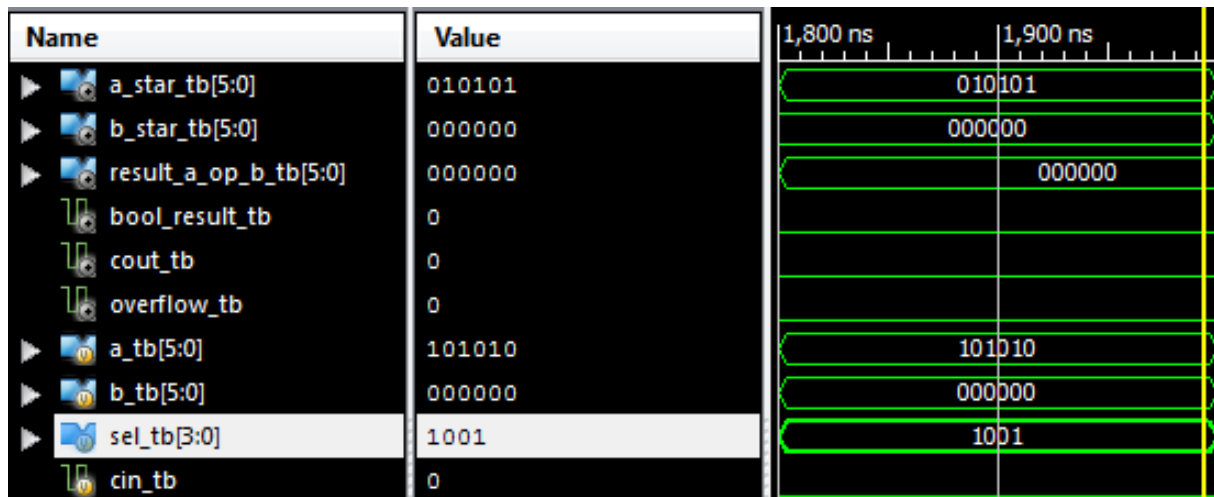 Name Value 1,800 ns 1,900 ns
a_star_tb[5:0] 010101 010101
b_star_tb[5:0] 000000 000000
result_a_op_b_tb[5:0] 000000 000000
bool_result_tb 0
cout_tb 0
overflow_tb 0
a_tb[5:0] 101010 101010
b_tb[5:0] 000000 000000
sel_tb[3:0] 1001 1001
cin_tb 0